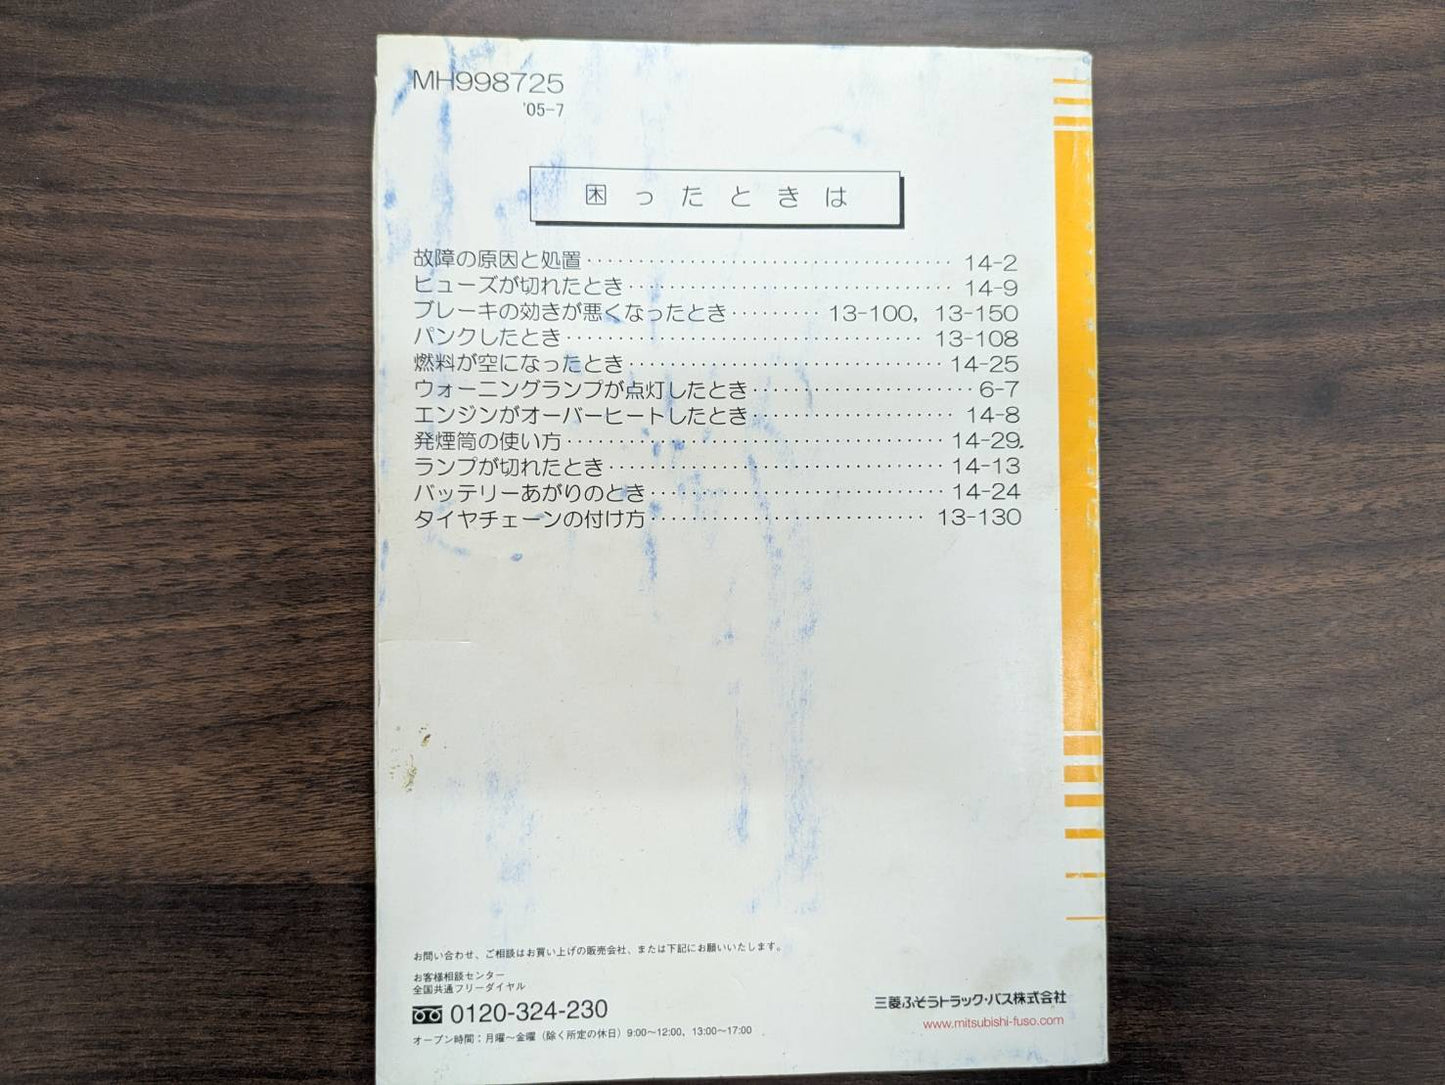 MH998725
'05-7
困ったときは
故障の原因と処置 14-2
ヒューズが切れたとき 14-9
ブレーキの効きが悪くなったとき 13-100, 13-150
パンクしたとき 13-108
燃料が空になったとき 14-25
ウォーニングランプが点灯したとき 6-7
エンジンがオーバーヒートしたとき 14-8
発煙筒の使い方 14-29
ランプが切れたとき 14-13
バッテリーあがりのとき 14-24
タイヤチェーンの付け方 13-130
お問い合わせ、ご相談はお買い上げの販売会社、または下記にお願いいたします。
お客様相談センター
全国共通フリーダイヤル
0120-324-230
オープン時間：月曜～金曜（除く所定の休日）9:00～12:00、13:00～17:00
三菱ふそうトラック・バス株式会社
www.mitsubishi-fuso.com